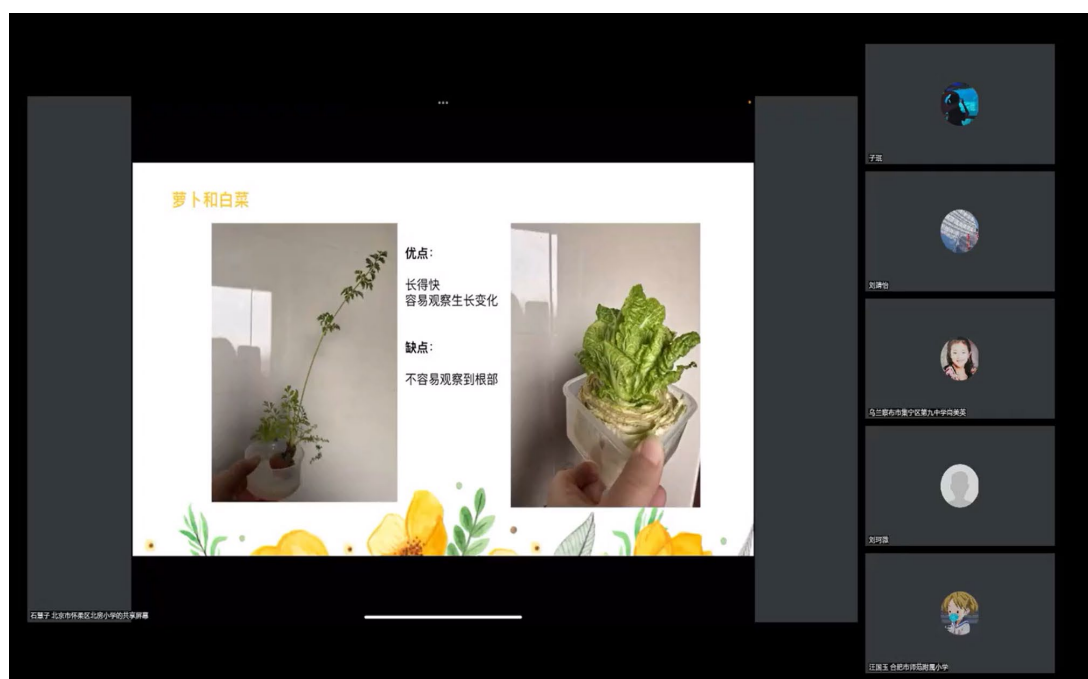 萝卜和白菜
优点：
长得快
容易观察生长变化
缺点：
不容易观察到根部
石慧子 北京市怀柔区北房小学的共享屏幕
子珉
刘靖怡
乌兰察布市集宁区第九中学向美英
刘珂薇
汪国玉 合肥市师范附属小学